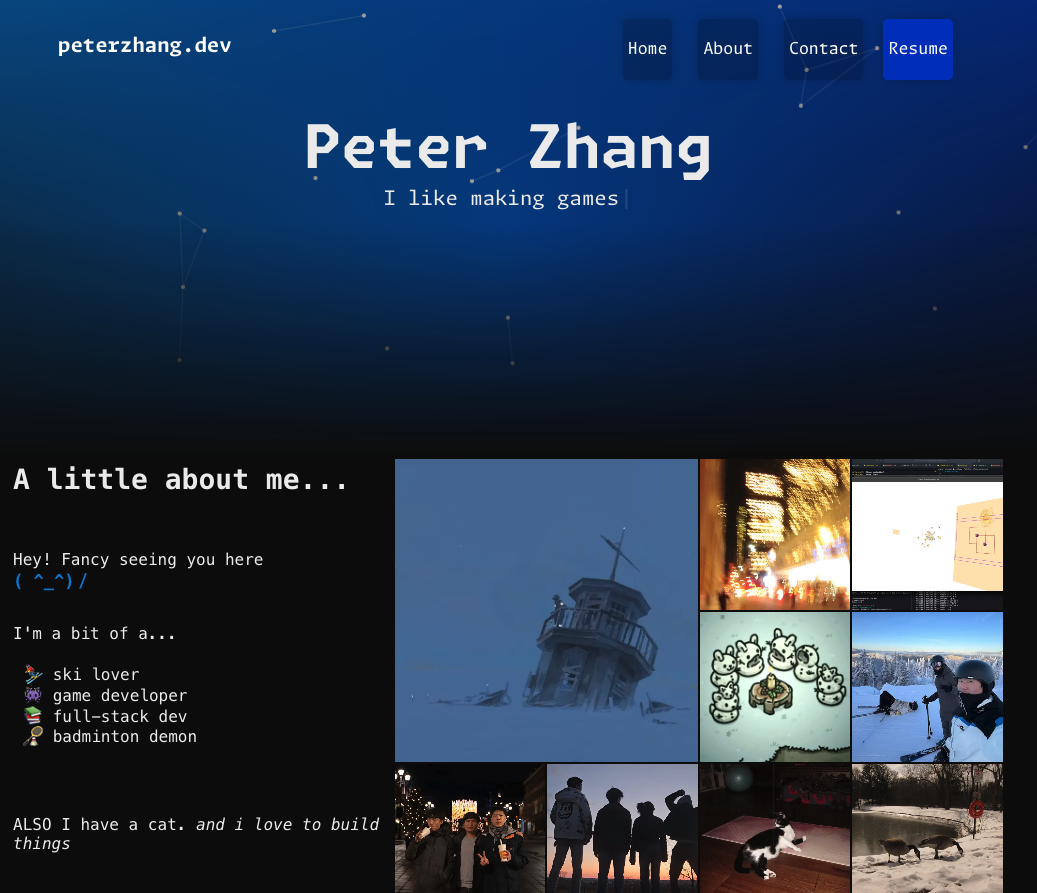 peterzhang.dev
Home About Contact Resume
Peter Zhang
I like making games
A little about me...
Hey! Fancy seeing you here
( ^_^)/
I'm a bit of a...
ski lover
game developer
full-stack dev
badminton demon
ALSO I have a cat. and i love to build
things